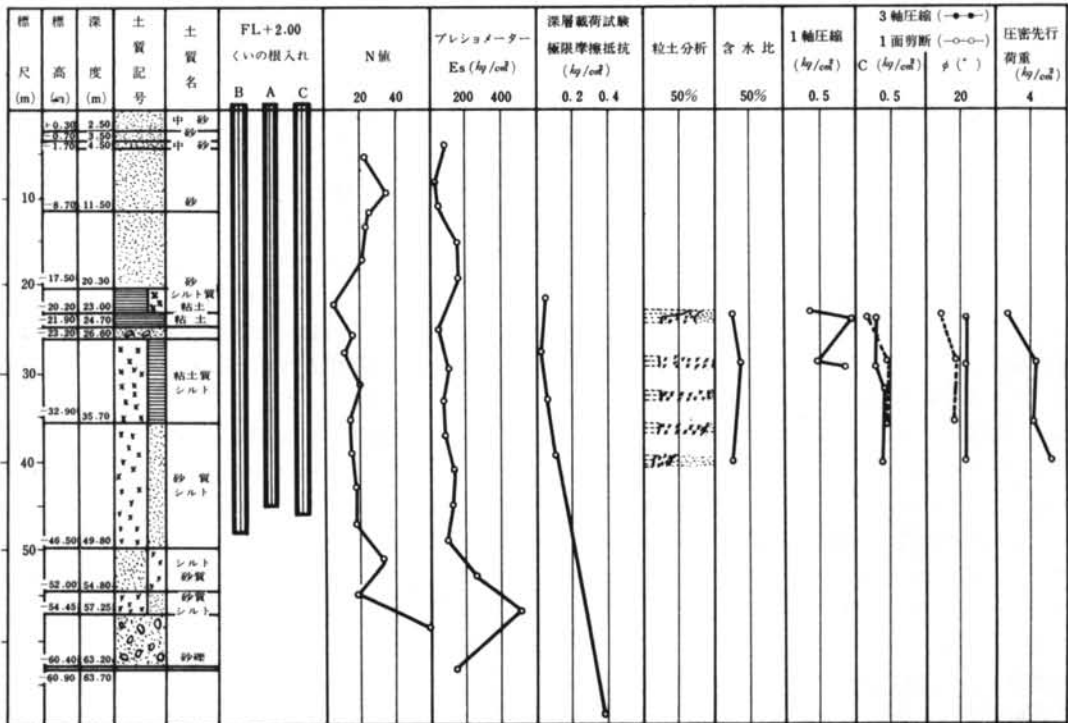 標尺(m)
標高(m)
深度(m)
土質記号
土質名
FL+2.00
くいの根入れ
B A C
N 値
20 40
プレショメーター
Es(kg/cm²)
200 400
深層載荷試験
極限摩擦抵抗
(kg/cm²)
0.2 0.4
粒土分析
50%
含水比
50%
1軸圧縮
(kg/cm²)
0.5
3軸圧縮(—●—●—)
1面剪断(—○—○—)
C (kg/cm²) φ(°)
0.5 20
圧密先行
荷重
(kg/cm²)
4
+0.30 2.50 中砂
-0.70 3.50 砂
-1.70 4.50 中砂
10
-8.70 11.50 砂
-17.50 20.30 砂
20
シルト質
-20.20 23.00 粘土
-21.90 24.70 粘土
-23.20 26.60
30
粘土質
シルト
-32.90 35.70
40
砂質
シルト
-46.50 49.80
50
シルト
砂質
-52.00 54.80
砂質
-54.45 57.25 シルト
-60.40 63.20 砂礫
-60.90 63.70